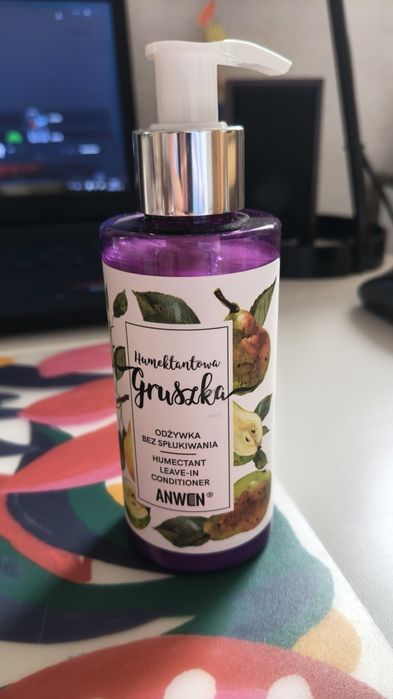 Humektantowa
Gruszka
ODŻYWKA
BEZ SPŁUKIWANIA
HUMECTANT
LEAVE-IN
CONDITIONER
ANWEN®